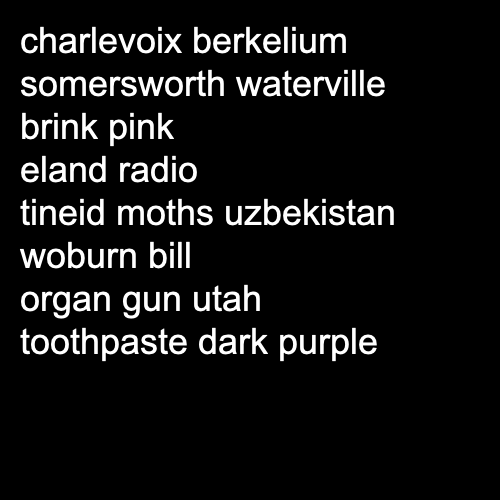 charlevoix berkelium
somersworth waterville
brink pink
eland radio
tineid moths uzbekistan
woburn bill
organ gun utah
toothpaste dark purple